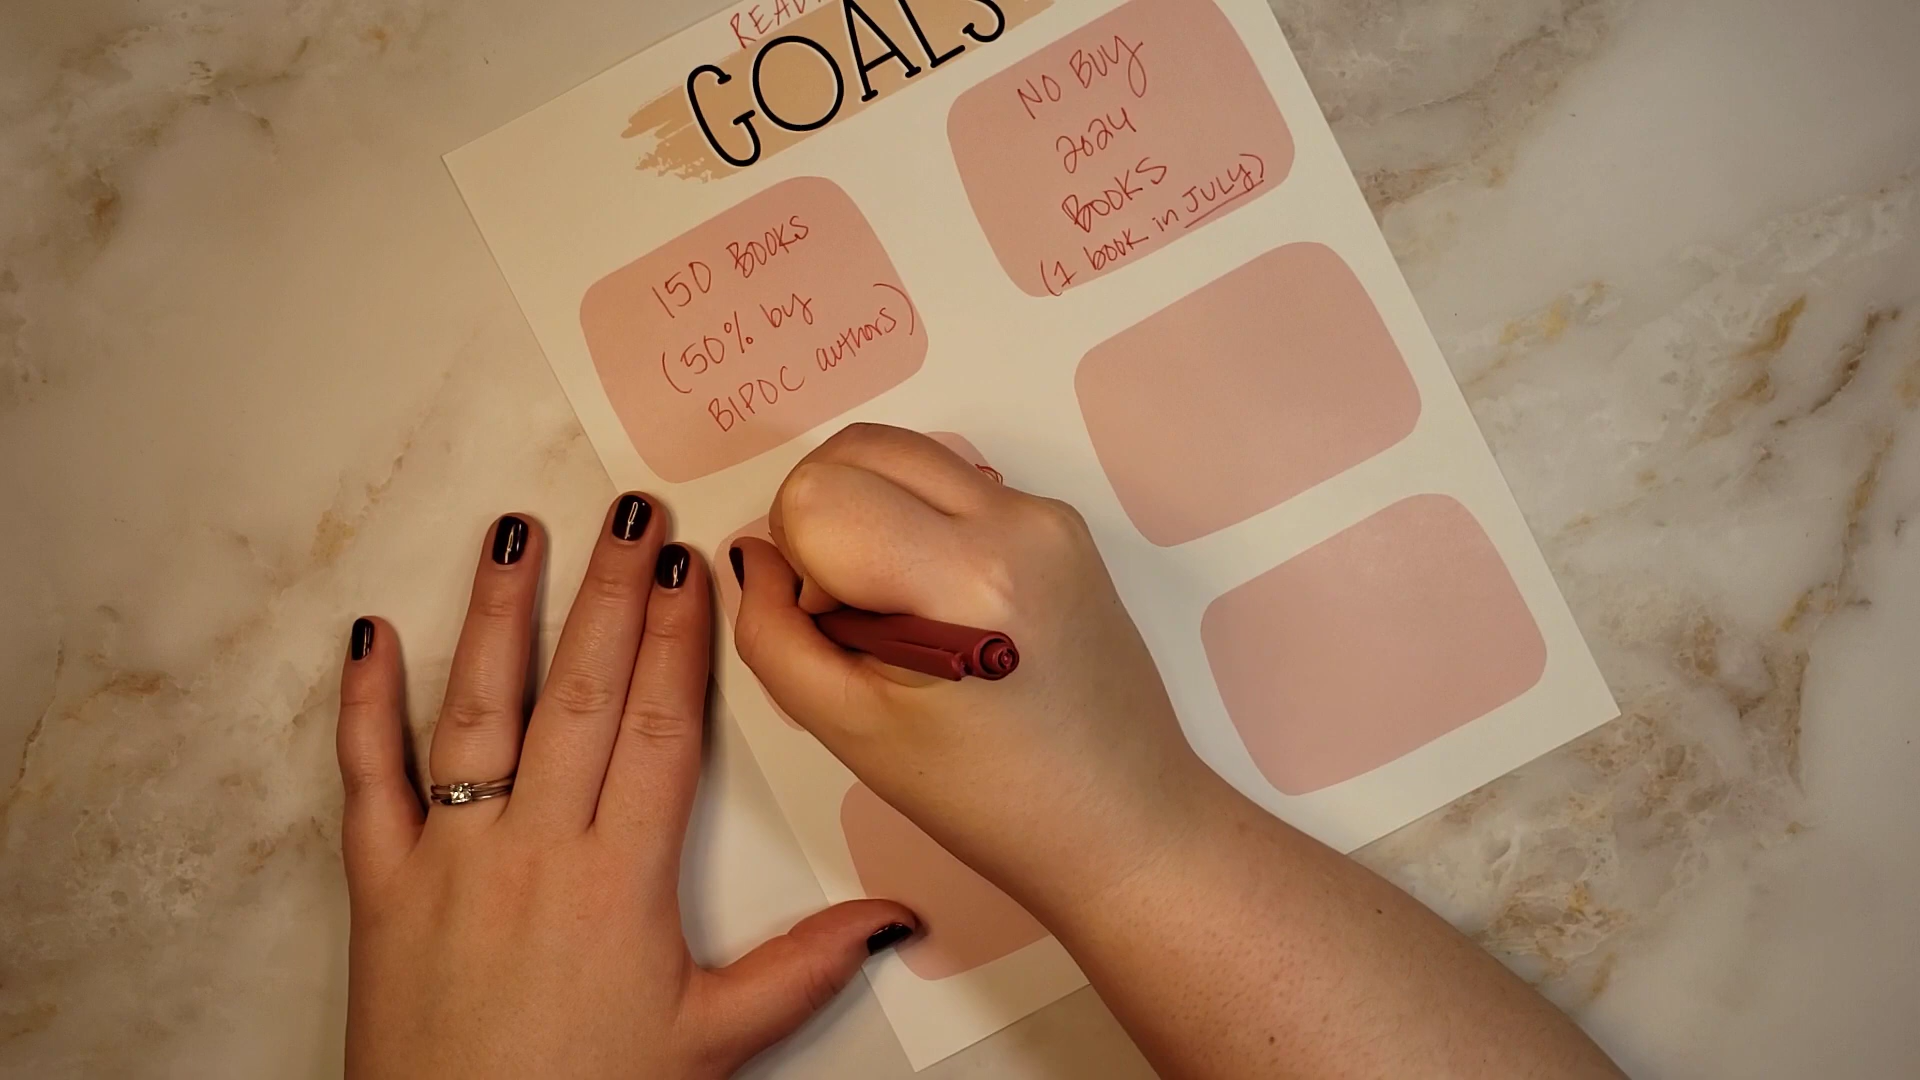 GOALS
150 BOOKS
(50% by
BIPOC authors)
NO BUY
2024
BOOKS
(1 book in JULY)